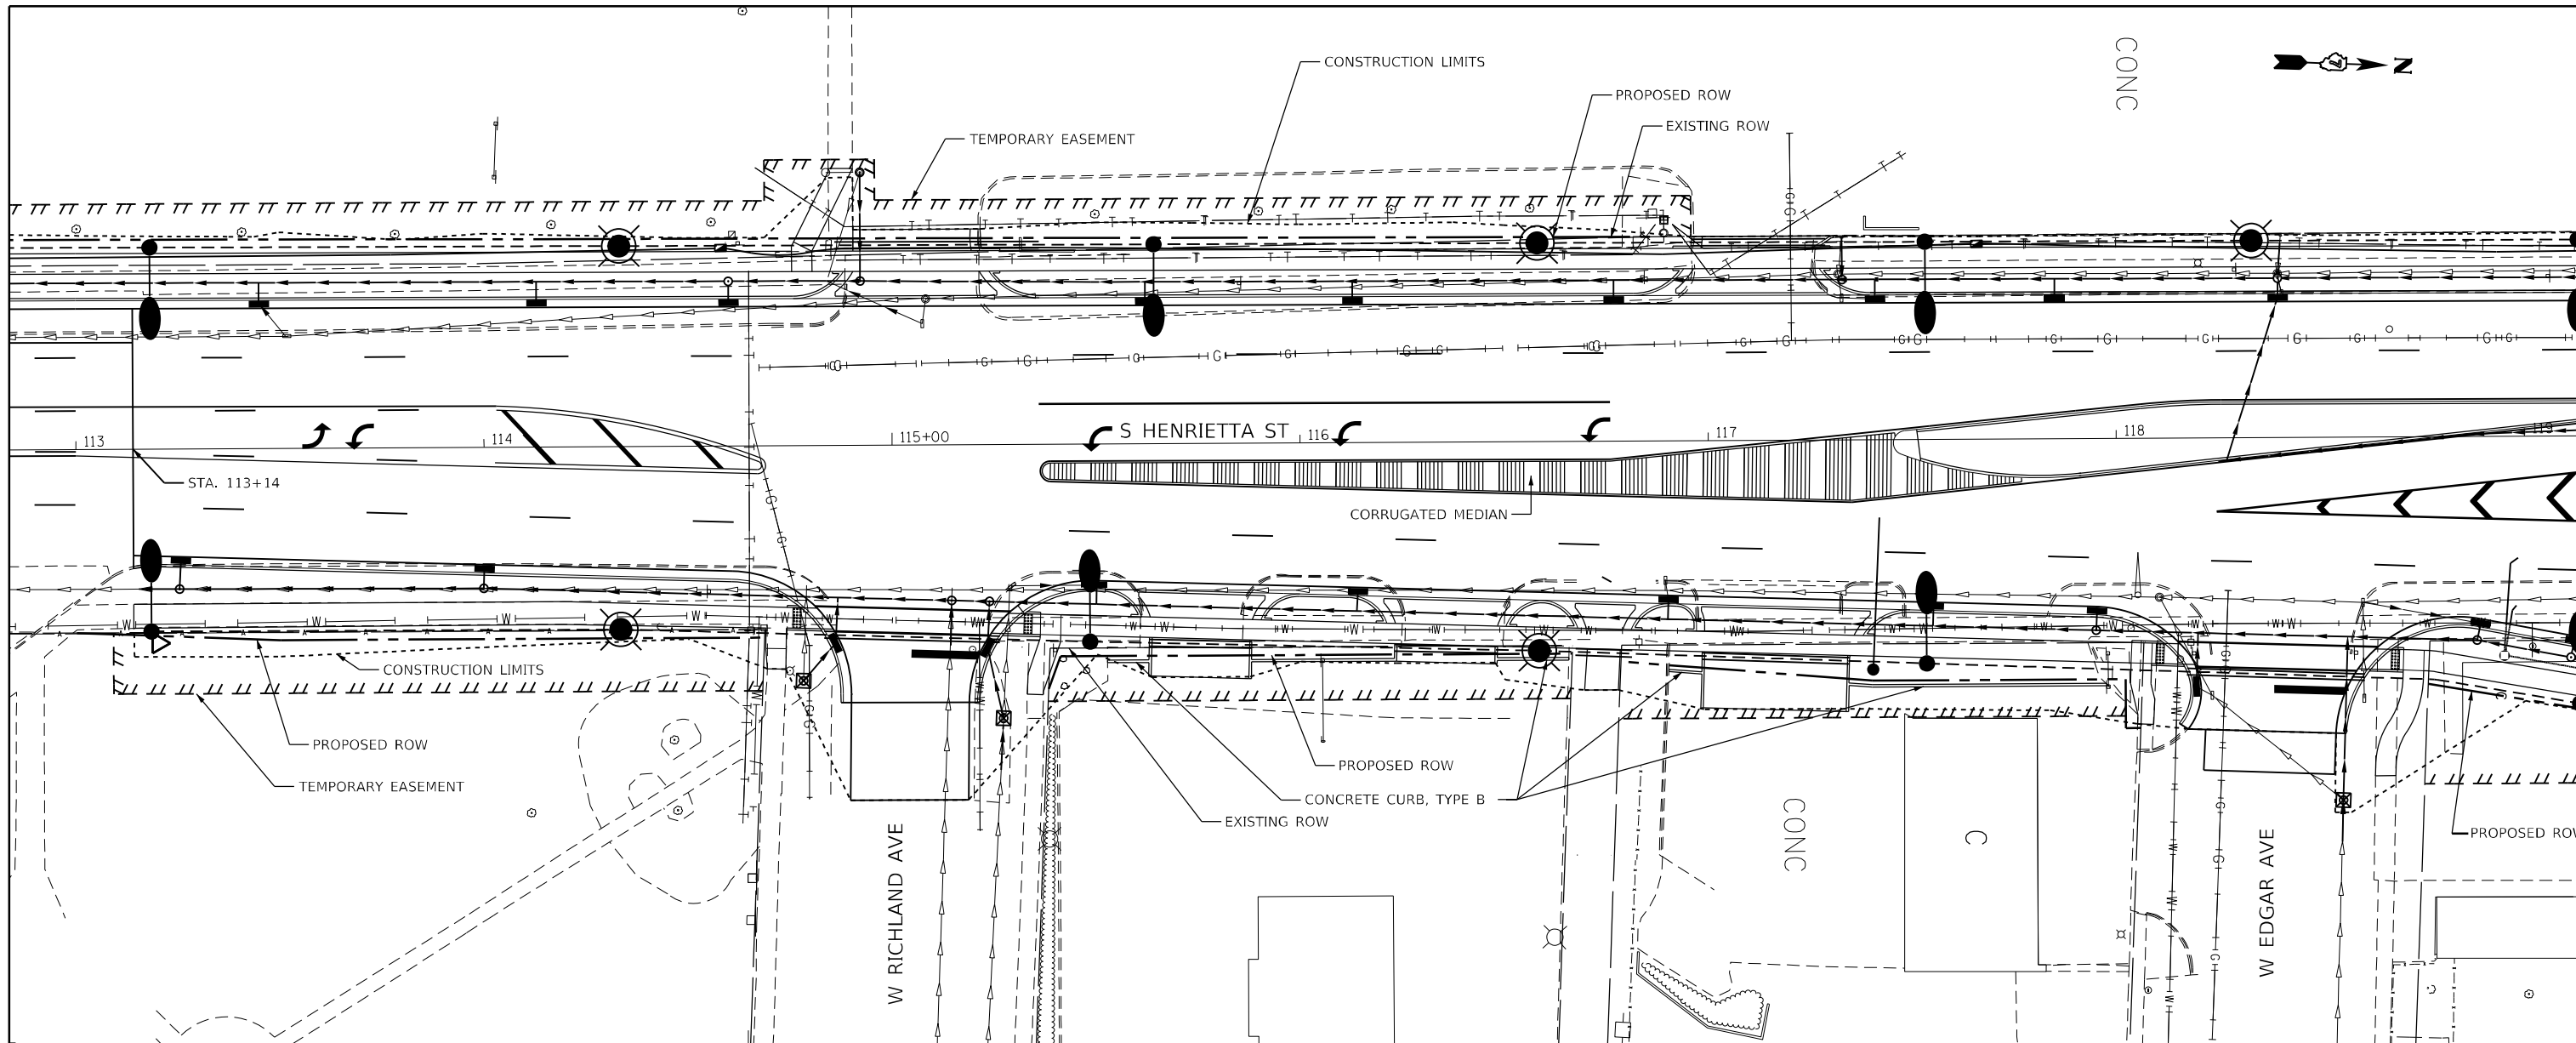 CONC
N
CONSTRUCTION LIMITS
PROPOSED ROW
EXISTING ROW
TEMPORARY EASEMENT
113
114
115+00
S HENRIETTA ST
116
117
118
119
STA. 113+14
CORRUGATED MEDIAN
CONSTRUCTION LIMITS
PROPOSED ROW
TEMPORARY EASEMENT
PROPOSED ROW
CONCRETE CURB, TYPE B
EXISTING ROW
W RICHLAND AVE
CONC
C
W EDGAR AVE
PROPOSED ROW